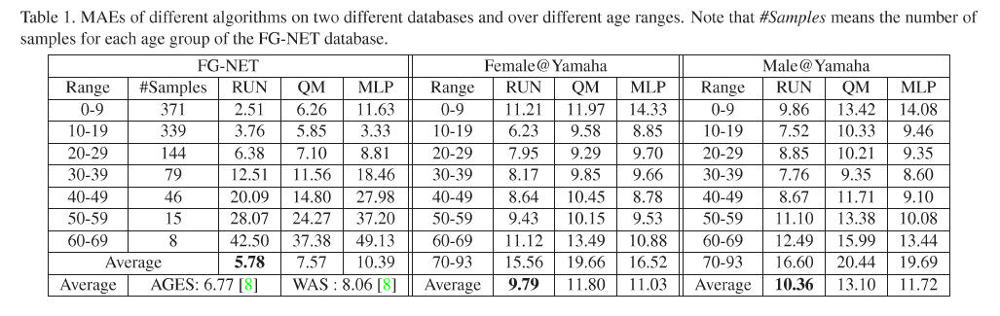 Table 1. MAEs of different algorithms on two different databases and over different age ranges. Note that #Samples means the number of
samples for each age group of the FG-NET database.
FG-NET Female@Yamaha Male@Yamaha
Range #Samples RUN QM MLP Range RUN QM MLP Range RUN QM MLP
0-9 371 2.51 6.26 11.63 0-9 11.21 11.97 14.33 0-9 9.86 13.42 14.08
10-19 339 3.76 5.85 3.33 10-19 6.23 9.58 8.85 10-19 7.52 10.33 9.46
20-29 144 6.38 7.10 8.81 20-29 7.95 9.29 9.70 20-29 8.85 10.21 9.35
30-39 79 12.51 11.56 18.46 30-39 8.17 9.85 9.66 30-39 7.76 9.35 8.60
40-49 46 20.09 14.80 27.98 40-49 8.64 10.45 8.78 40-49 8.67 11.71 9.10
50-59 15 28.07 24.27 37.20 50-59 9.43 10.15 9.53 50-59 11.10 13.38 10.08
60-69 8 42.50 37.38 49.13 60-69 11.12 13.49 10.88 60-69 12.49 15.99 13.44
Average 5.78 7.57 10.39 70-93 15.56 19.66 16.52 70-93 16.60 20.44 19.69
Average AGES: 6.77 [8] WAS : 8.06 [8] Average 9.79 11.80 11.03 Average 10.36 13.10 11.72